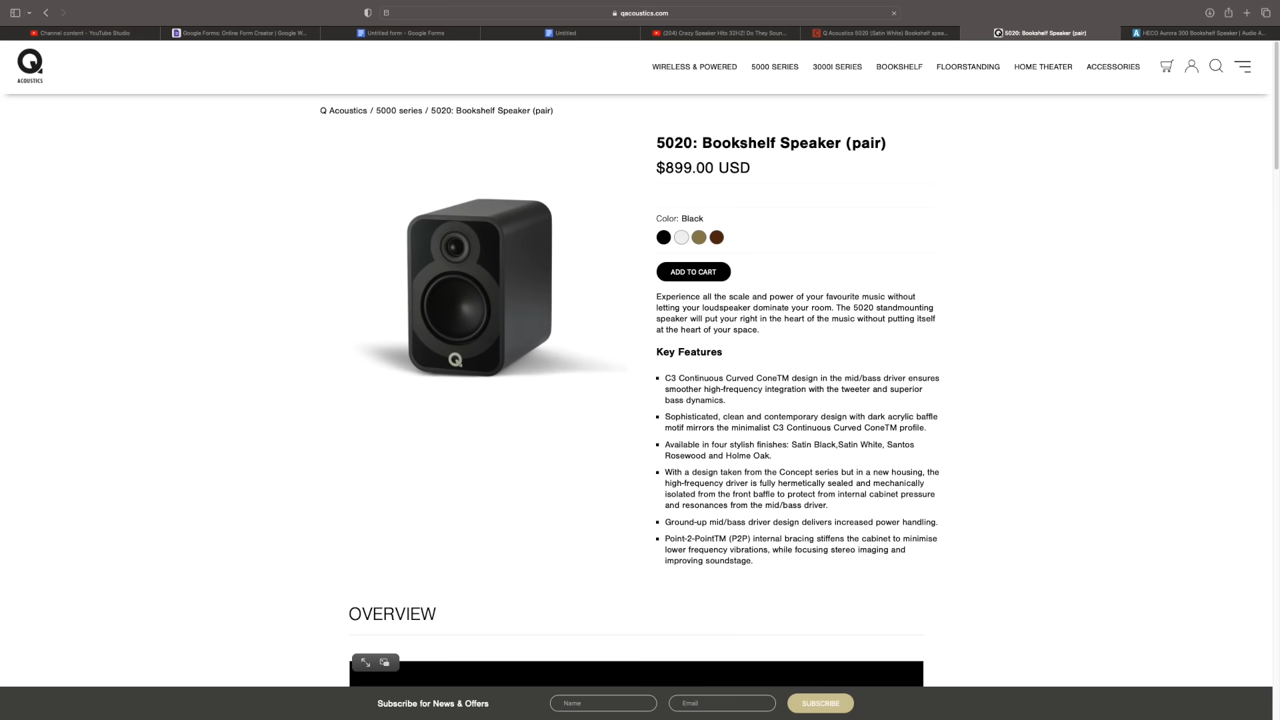 qacoustics.com
Channel content - YouTube Studio
Google Forms: Online Form Creator | Google W...
Untitled form - Google Forms
Untitled
(204) Crazy Speaker Hits 32HZ! Do They Soun...
Q Acoustics 5020 (Satin White) Bookshelf spea...
5020: Bookshelf Speaker (pair)
HECO Aurora 300 Bookshelf Speaker | Audio A...
Q
ACOUSTICS
WIRELESS & POWERED
5000 SERIES
3000I SERIES
BOOKSHELF
FLOORSTANDING
HOME THEATER
ACCESSORIES
Q Acoustics / 5000 series / 5020: Bookshelf Speaker (pair)
5020: Bookshelf Speaker (pair)
$899.00 USD
Color: Black
ADD TO CART
Experience all the scale and power of your favourite music without
letting your loudspeaker dominate your room. The 5020 standmounting
speaker will put your right in the heart of the music without putting itself
at the heart of your space.
Key Features
C3 Continuous Curved ConeTM design in the mid/bass driver ensures
smoother high-frequency integration with the tweeter and superior
bass dynamics.
Sophisticated, clean and contemporary design with dark acrylic baffle
motif mirrors the minimalist C3 Continuous Curved ConeTM profile.
Available in four stylish finishes: Satin Black,Satin White, Santos
Rosewood and Holme Oak.
With a design taken from the Concept series but in a new housing, the
high-frequency driver is fully hermetically sealed and mechanically
isolated from the front baffle to protect from internal cabinet pressure
and resonances from the mid/bass driver.
Ground-up mid/bass driver design delivers increased power handling.
Point-2-PointTM (P2P) internal bracing stiffens the cabinet to minimise
lower frequency vibrations, while focusing stereo imaging and
improving soundstage.
Q
OVERVIEW
Subscribe for News & Offers
Name
Email
SUBSCRIBE